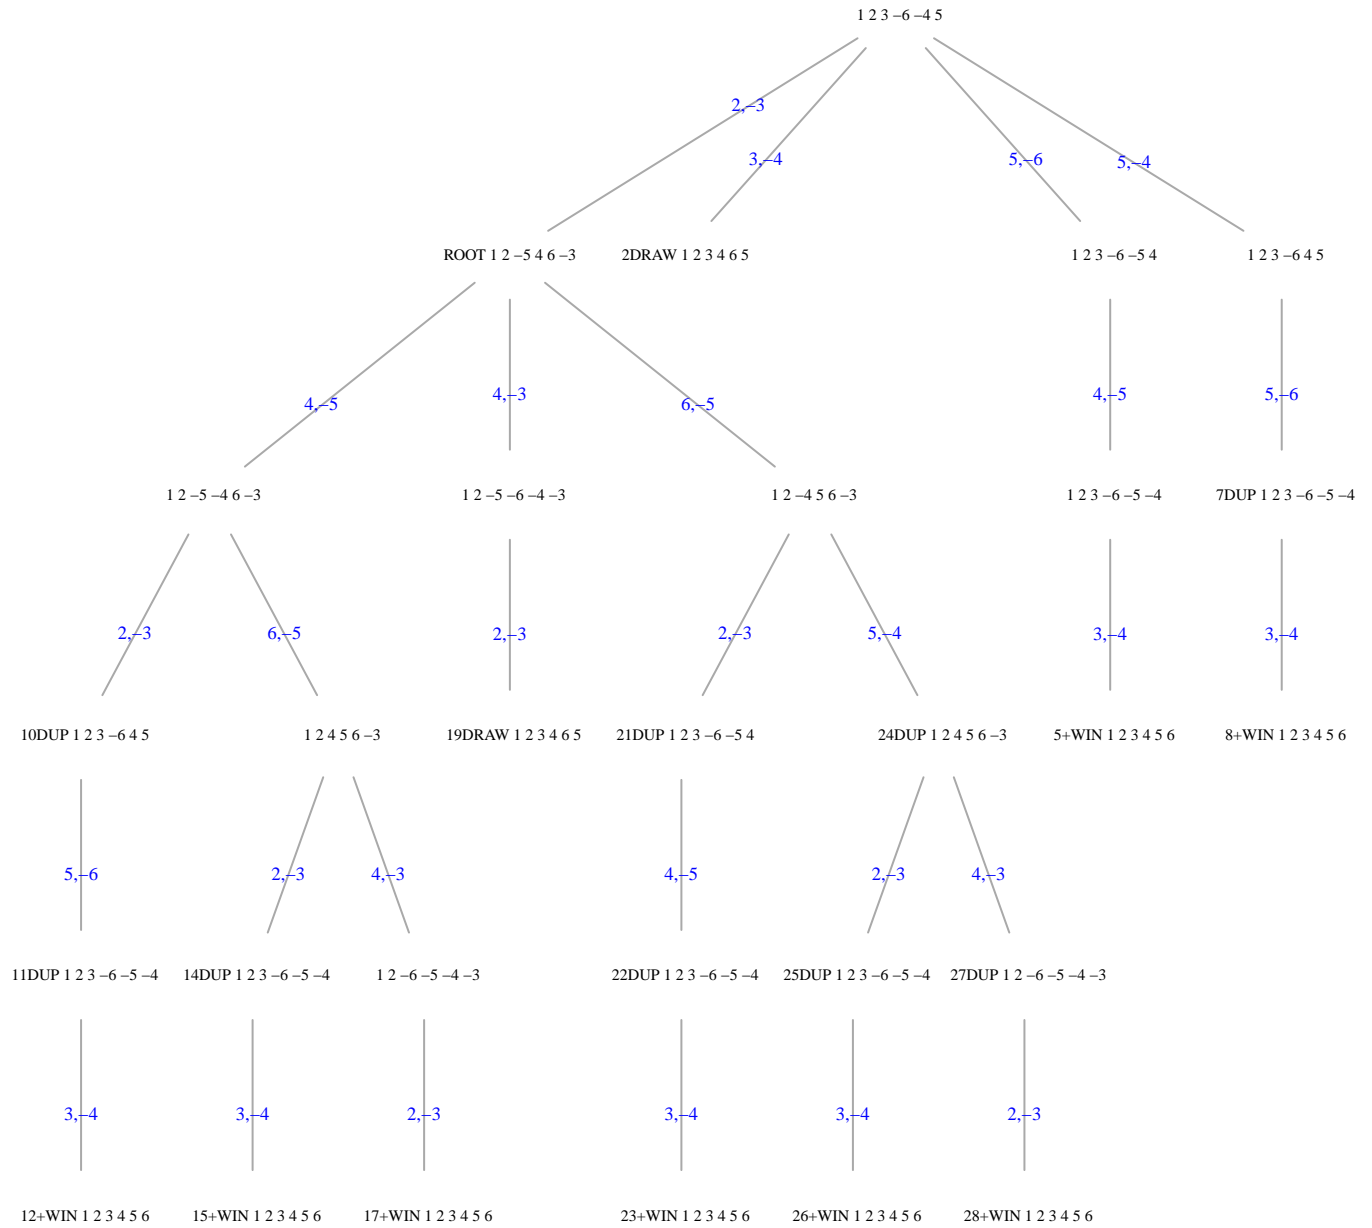 1 2 3 −6 −4 5
2,−3
3,−4
5,−6
5,−4
ROOT 1 2 −5 4 6 −3
2DRAW 1 2 3 4 6 5
1 2 3 −6 −5 4
1 2 3 −6 4 5
4,−5
4,−3
6,−5
4,−5
5,−6
1 2 −5 −4 6 −3
1 2 −5 −6 −4 −3
1 2 −4 5 6 −3
1 2 3 −6 −5 −4
7DUP 1 2 3 −6 −5 −4
2,−3
6,−5
2,−3
2,−3
5,−4
3,−4
3,−4
10DUP 1 2 3 −6 4 5
1 2 4 5 6 −3
19DRAW 1 2 3 4 6 5
21DUP 1 2 3 −6 −5 4
24DUP 1 2 4 5 6 −3
5+WIN 1 2 3 4 5 6
8+WIN 1 2 3 4 5 6
5,−6
2,−3
4,−3
4,−5
2,−3
4,−3
11DUP 1 2 3 −6 −5 −4
14DUP 1 2 3 −6 −5 −4
1 2 −6 −5 −4 −3
22DUP 1 2 3 −6 −5 −4
25DUP 1 2 3 −6 −5 −4
27DUP 1 2 −6 −5 −4 −3
3,−4
3,−4
2,−3
3,−4
3,−4
2,−3
12+WIN 1 2 3 4 5 6
15+WIN 1 2 3 4 5 6
17+WIN 1 2 3 4 5 6
23+WIN 1 2 3 4 5 6
26+WIN 1 2 3 4 5 6
28+WIN 1 2 3 4 5 6